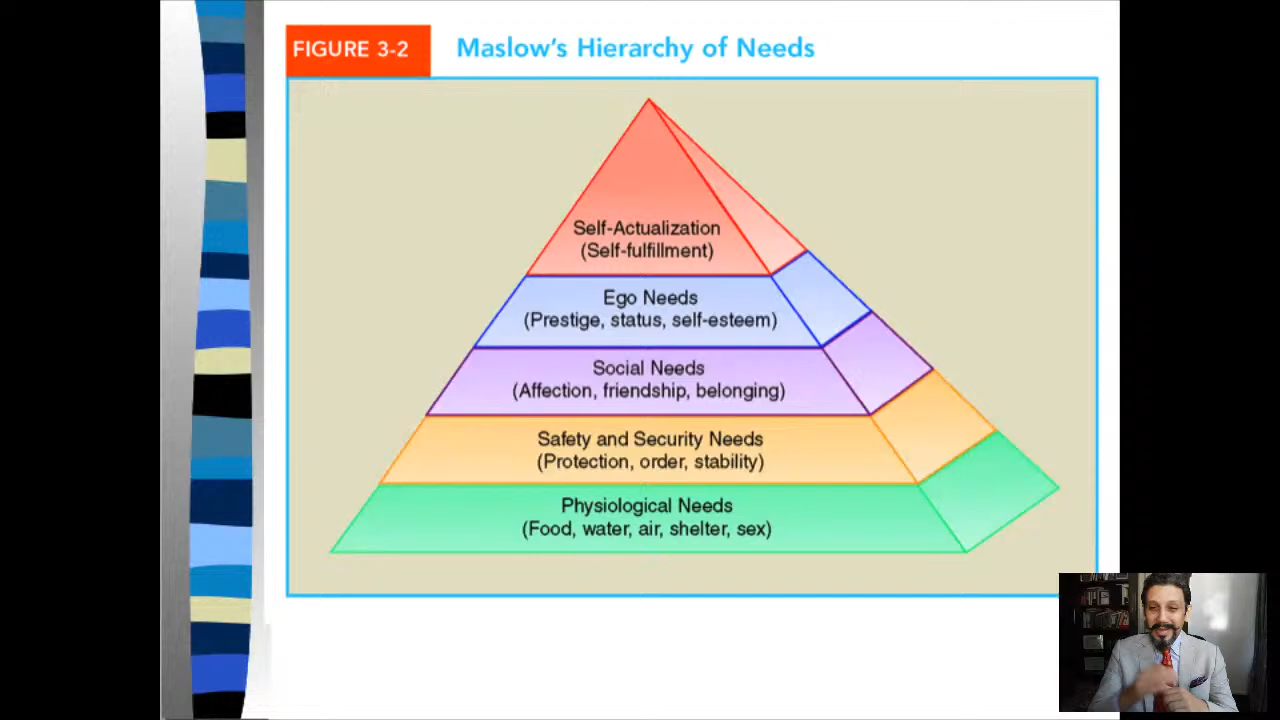 FIGURE 3-2
Maslow's Hierarchy of Needs
Self-Actualization
(Self-fulfillment)
Ego Needs
(Prestige, status, self-esteem)
Social Needs
(Affection, friendship, belonging)
Safety and Security Needs
(Protection, order, stability)
Physiological Needs
(Food, water, air, shelter, sex)